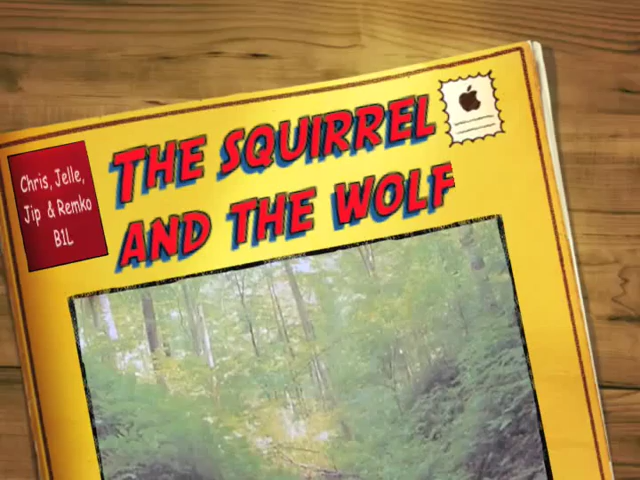 Chris, Jelle,
Jip & Remko
B1L
THE SQUIRREL
AND THE WOLF